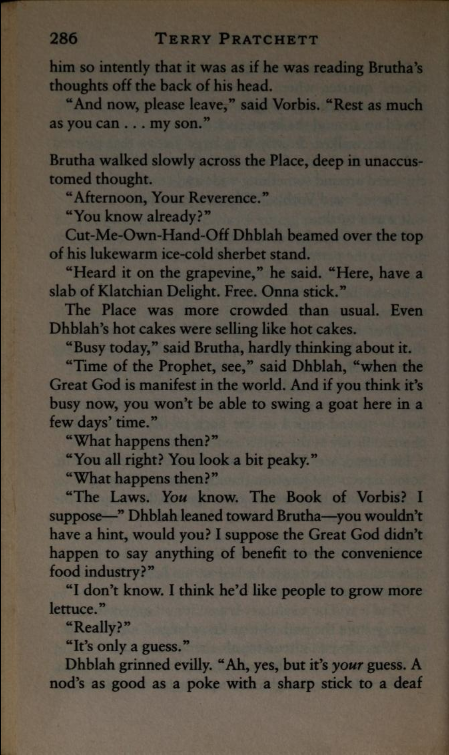 286 TERRY PRATCHETT
him so intently that it was as if he was reading Brutha's
thoughts off the back of his head.
“And now, please leave,” said Vorbis. “Rest as much
as you can . . . my son.”
Brutha walked slowly across the Place, deep in unaccus-
tomed thought.
“Afternoon, Your Reverence.”
“You know already?”
Cut-Me-Own-Hand-Off Dhblah beamed over the top
of his lukewarm ice-cold sherbet stand.
“Heard it on the grapevine,” he said. “Here, have a
slab of Klatchian Delight. Free. Onna stick.”
The Place was more crowded than usual. Even
Dhblah's hot cakes were selling like hot cakes.
“Busy today,” said Brutha, hardly thinking about it.
“Time of the Prophet, see,” said Dhblah, “when the
Great God is manifest in the world. And if you think it's
busy now, you won't be able to swing a goat here in a
few days' time.”
“What happens then?”
“You all right? You look a bit peaky.”
“What happens then?”
“The Laws. You know. The Book of Vorbis? I
suppose—” Dhblah leaned toward Brutha—you wouldn't
have a hint, would you? I suppose the Great God didn't
happen to say anything of benefit to the convenience
food industry?”
“I don't know. I think he'd like people to grow more
lettuce.”
“Really?”
“It's only a guess.”
Dhblah grinned evilly. “Ah, yes, but it's your guess. A
nod's as good as a poke with a sharp stick to a deaf